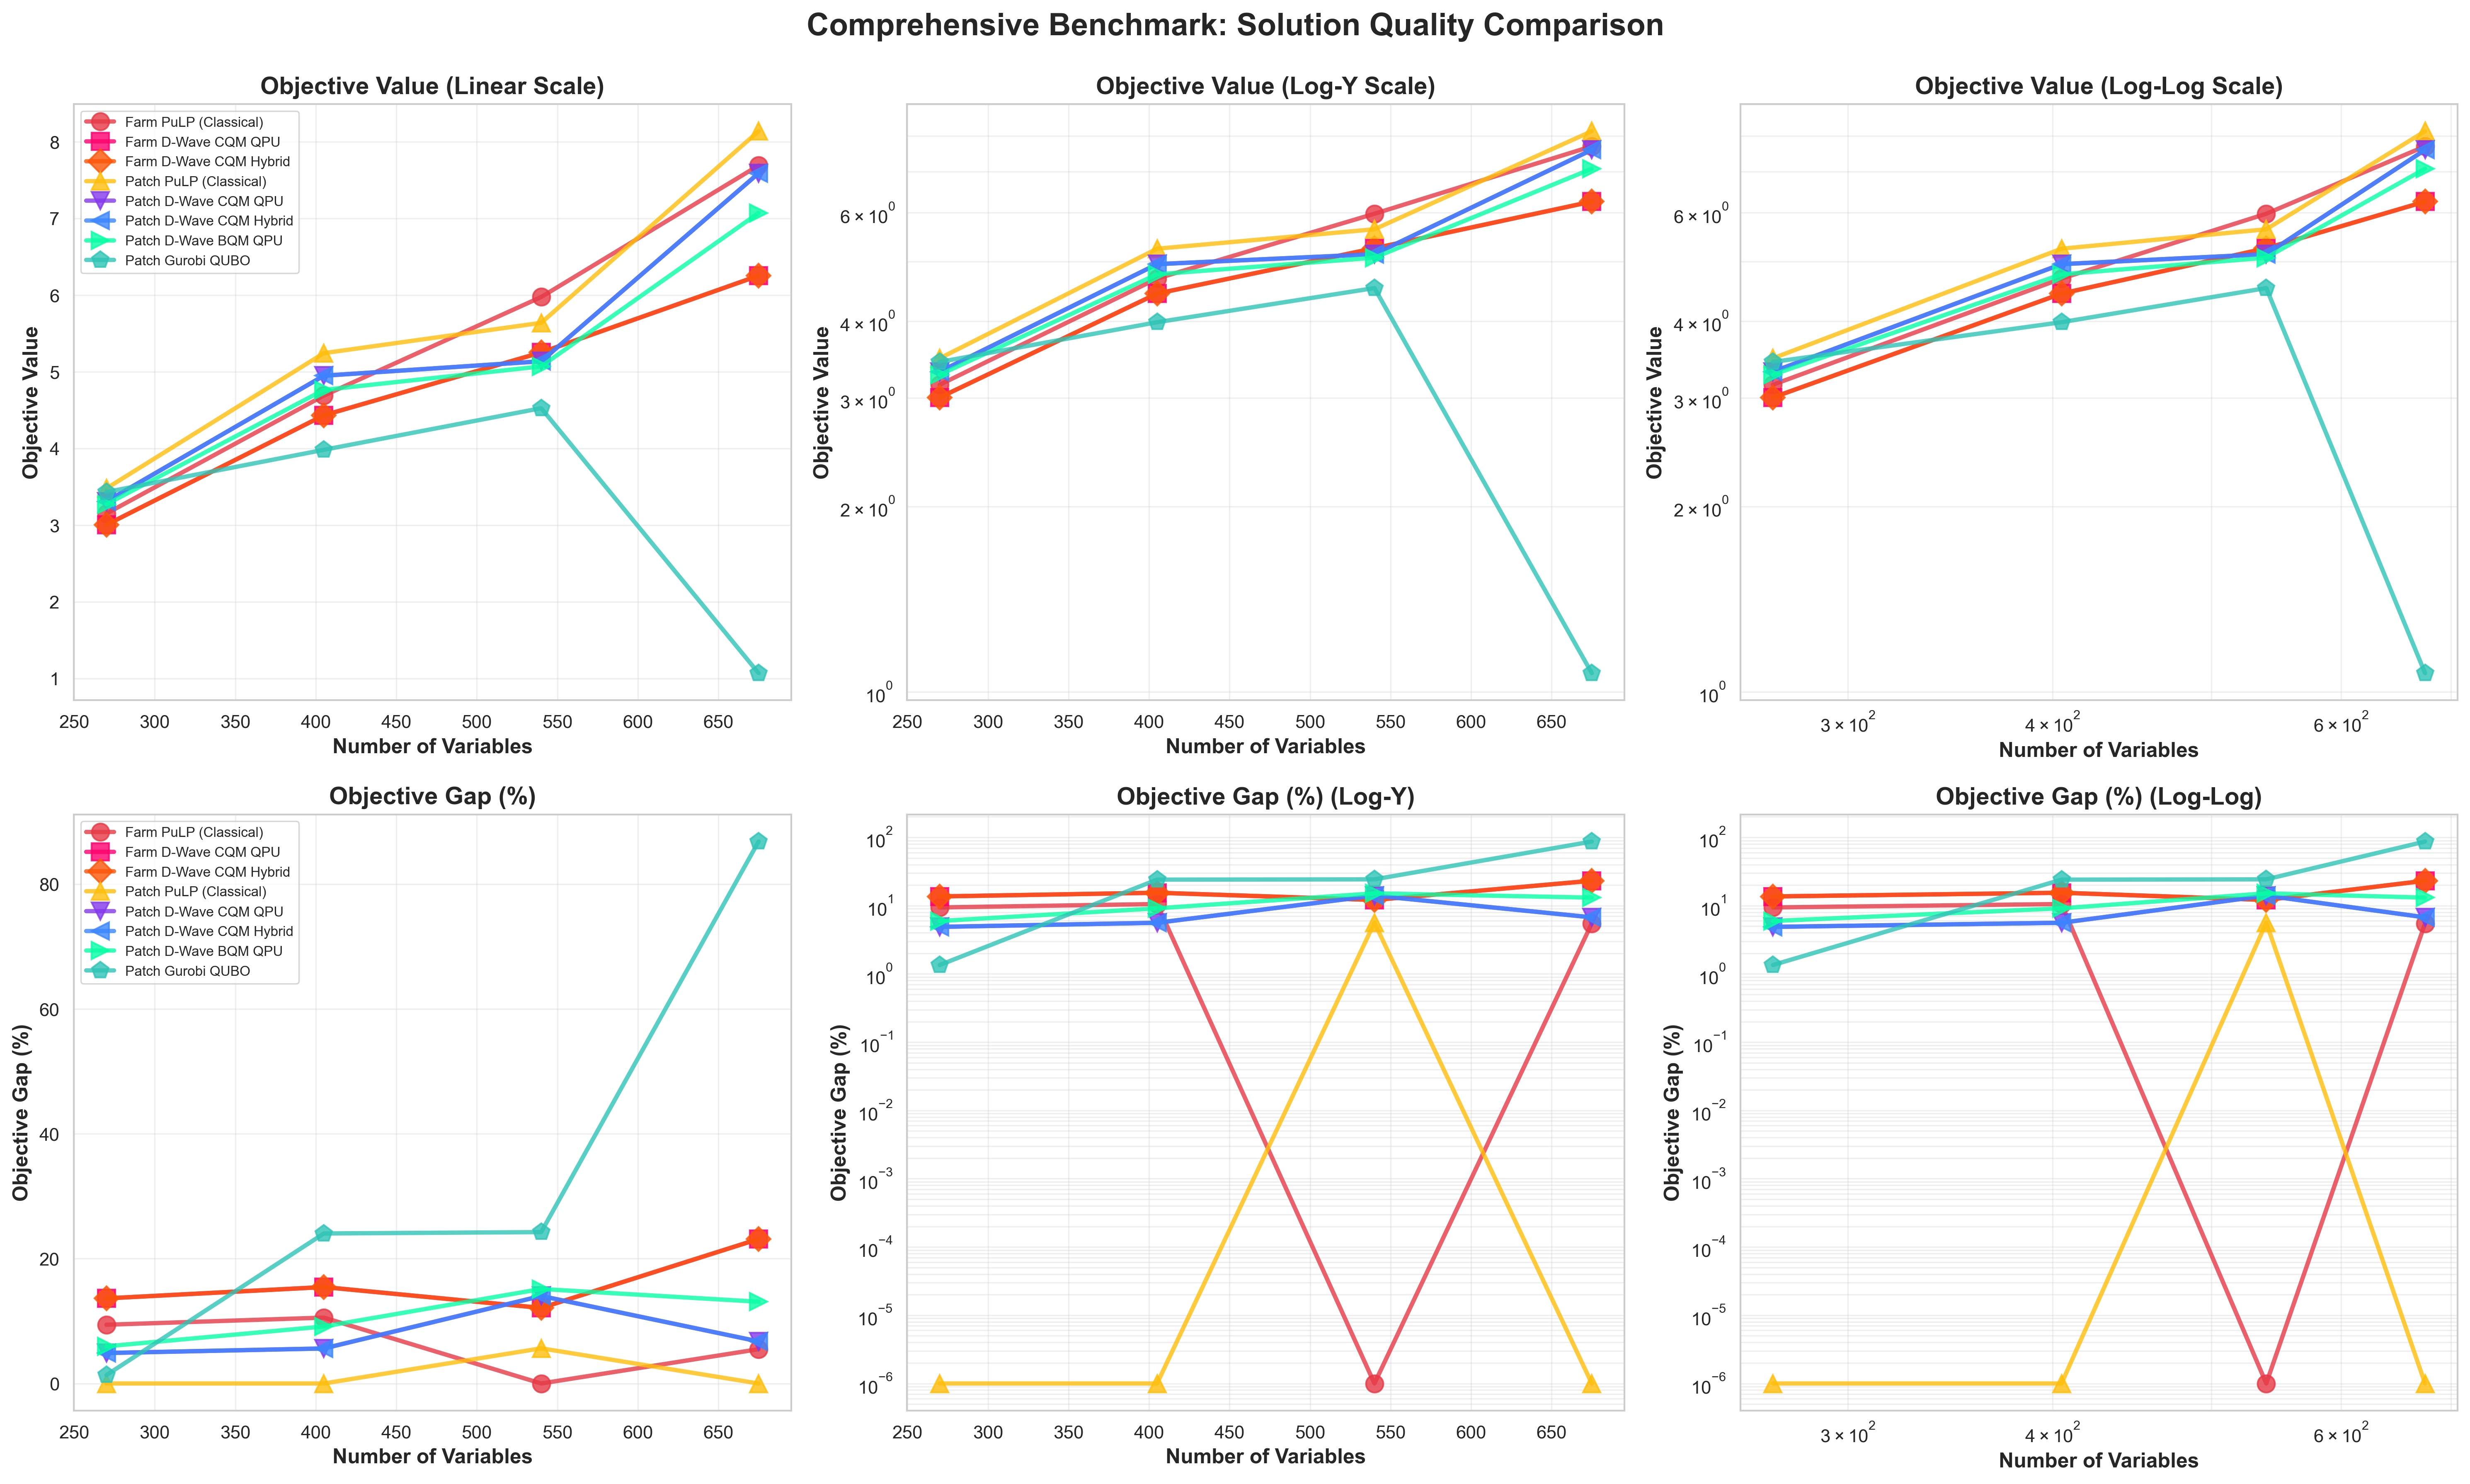 Comprehensive Benchmark: Solution Quality Comparison
Objective Value (Linear Scale)
Objective Value
8
7
6
5
4
3
2
1
Farm PuLP (Classical)
Farm D-Wave CQM QPU
Farm D-Wave CQM Hybrid
Patch PuLP (Classical)
Patch D-Wave CQM QPU
Patch D-Wave CQM Hybrid
Patch D-Wave BQM QPU
Patch Gurobi QUBO
250 300 350 400 450 500 550 600 650
Number of Variables
Objective Value (Log-Y Scale)
Objective Value
6 × 10⁰
4 × 10⁰
3 × 10⁰
2 × 10⁰
10⁰
250 300 350 400 450 500 550 600 650
Number of Variables
Objective Value (Log-Log Scale)
Objective Value
6 × 10⁰
4 × 10⁰
3 × 10⁰
2 × 10⁰
10⁰
3 × 10² 4 × 10² 6 × 10²
Number of Variables
Objective Gap (%)
Objective Gap (%)
80
60
40
20
0
Farm PuLP (Classical)
Farm D-Wave CQM QPU
Farm D-Wave CQM Hybrid
Patch PuLP (Classical)
Patch D-Wave CQM QPU
Patch D-Wave CQM Hybrid
Patch D-Wave BQM QPU
Patch Gurobi QUBO
250 300 350 400 450 500 550 600 650
Number of Variables
Objective Gap (%) (Log-Y)
Objective Gap (%)
10²
10¹
10⁰
10⁻¹
10⁻²
10⁻³
10⁻⁴
10⁻⁵
10⁻⁶
250 300 350 400 450 500 550 600 650
Number of Variables
Objective Gap (%) (Log-Log)
Objective Gap (%)
10²
10¹
10⁰
10⁻¹
10⁻²
10⁻³
10⁻⁴
10⁻⁵
10⁻⁶
3 × 10² 4 × 10² 6 × 10²
Number of Variables